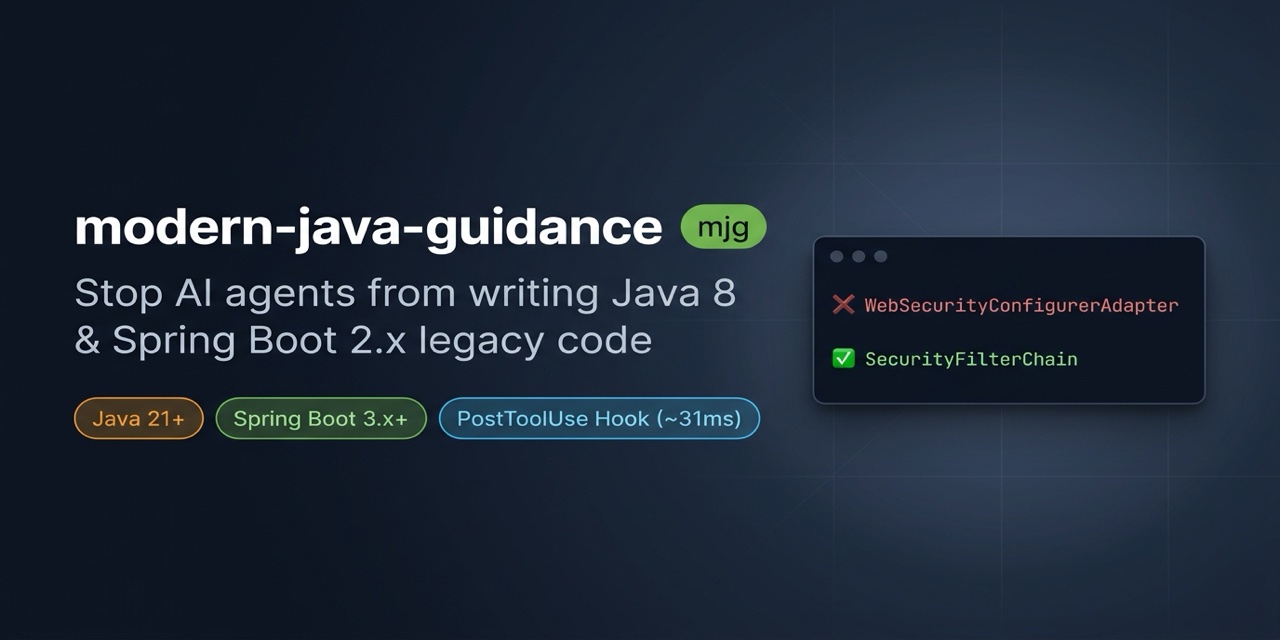 modern-java-guidance mjg
Stop AI agents from writing Java 8
& Spring Boot 2.x legacy code
Java 21+ Spring Boot 3.x+ PostToolUse Hook (~31ms)
❌ WebSecurityConfigurerAdapter
✅ SecurityFilterChain